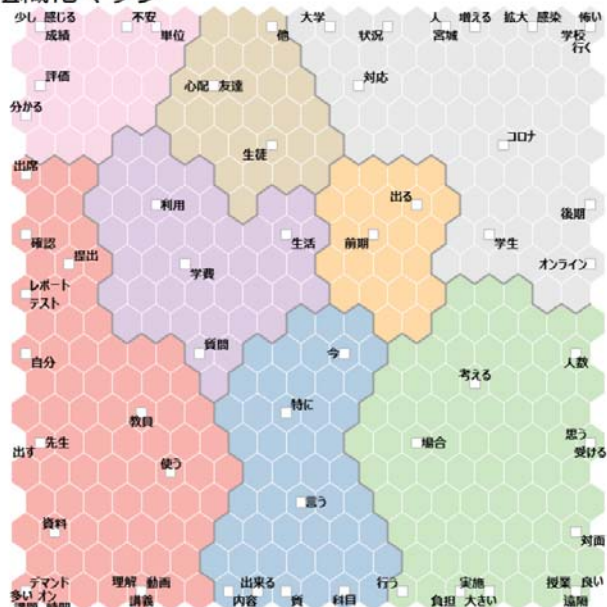 少し 感じる 不安 他 大学 状況 人 増える 拡大 感染 怖い
成績 単位 宮城 学校
行く
評価 心配 友達 対応
分かる
生徒 コロナ
出席
利用 出る 後期
確認 生活 前期 学生
提出 学費 オンライン
レポート
テスト
自分 質問 今 人数
考える
教員 特に
先生 場合 思う
出す 使う 受ける
言う
資料 対面
デマンド 理解 動画 出来る 行う 実施 授業 良い
多い オン 講義 内容 質 科目 負担 大きい 遠隔